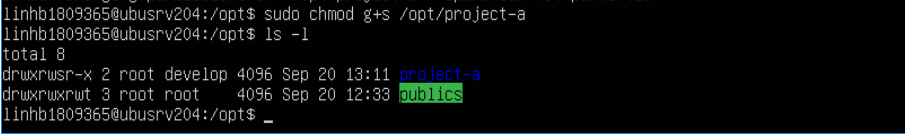 linhb1809365@ubusrv204:/opt$ sudo chmod g+s /opt/project-a
linhb1809365@ubusrv204:/opt$ ls -l
total 8
drwxrwsr-x 2 root develop 4096 Sep 20 13:11 project-a
drwxrwxrwt 3 root root    4096 Sep 20 12:33 publics
linhb1809365@ubusrv204:/opt$ _